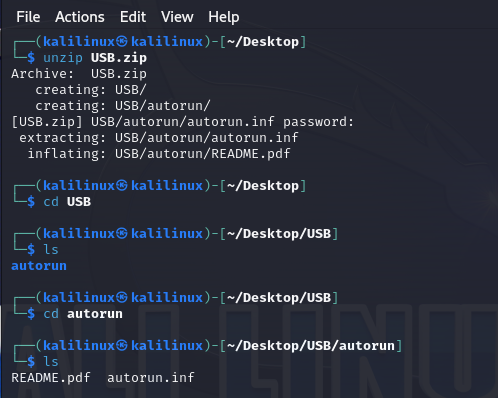 File Actions Edit View Help
┌──(kalilinux㉿kalilinux)-[~/Desktop]
└─$ unzip USB.zip
Archive:  USB.zip
   creating: USB/
   creating: USB/autorun/
[USB.zip] USB/autorun/autorun.inf password:
 extracting: USB/autorun/autorun.inf
  inflating: USB/autorun/README.pdf
┌──(kalilinux㉿kalilinux)-[~/Desktop]
└─$ cd USB
┌──(kalilinux㉿kalilinux)-[~/Desktop/USB]
└─$ ls
autorun
┌──(kalilinux㉿kalilinux)-[~/Desktop/USB]
└─$ cd autorun
┌──(kalilinux㉿kalilinux)-[~/Desktop/USB/autorun]
└─$ ls
README.pdf  autorun.inf